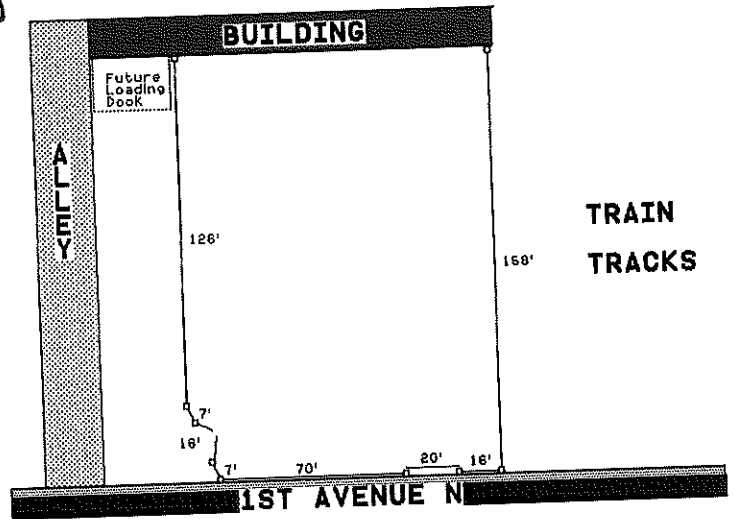 BUILDING
Future
Loading
Dock
ALLEY
126'
158'
TRAIN
TRACKS
7'
16'
7'
70'
20'
16'
1ST AVENUE N